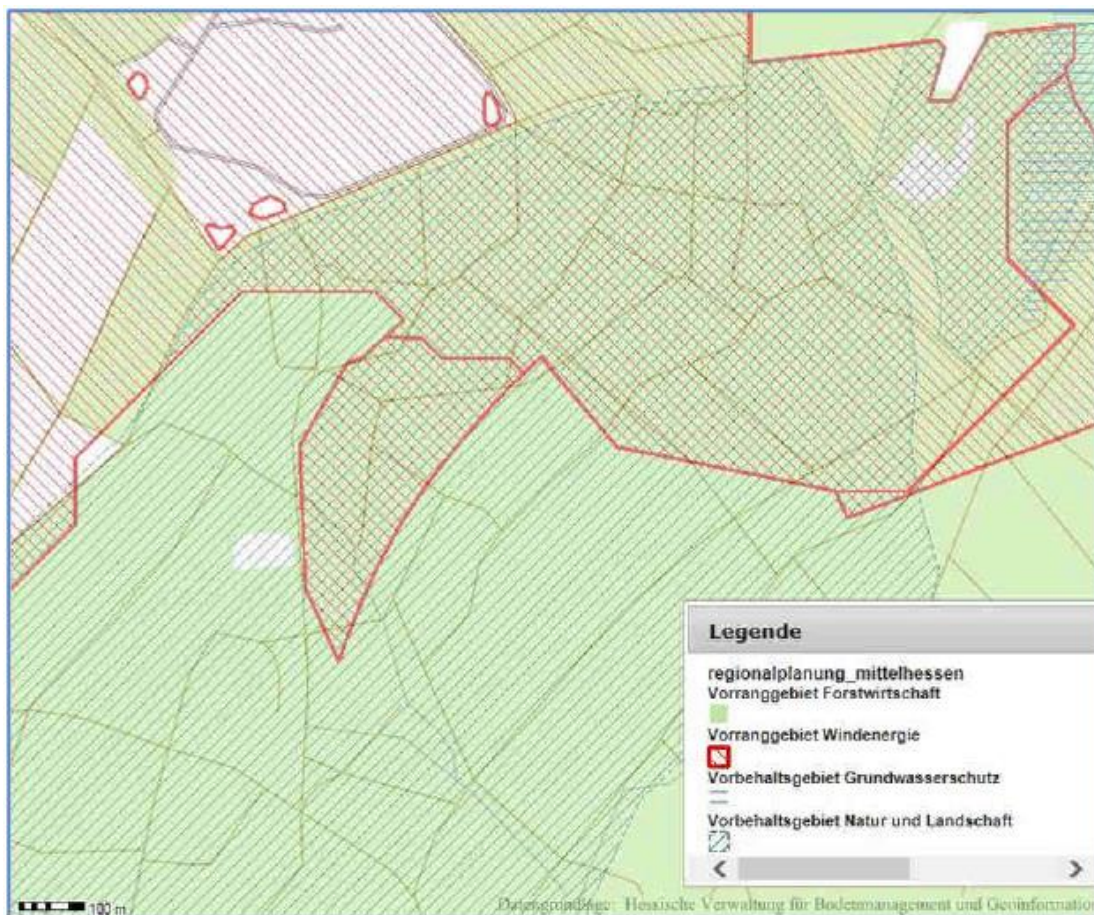 Legende
regionalplanung_mittelhessen
Vorranggebiet Forstwirtschaft
Vorranggebiet Windenergie
Vorbehaltsgebiet Grundwasserschutz
Vorbehaltsgebiet Natur und Landschaft
100 m
Datengrundlage: Hessische Verwaltung für Bodenmanagement und Geoinformation